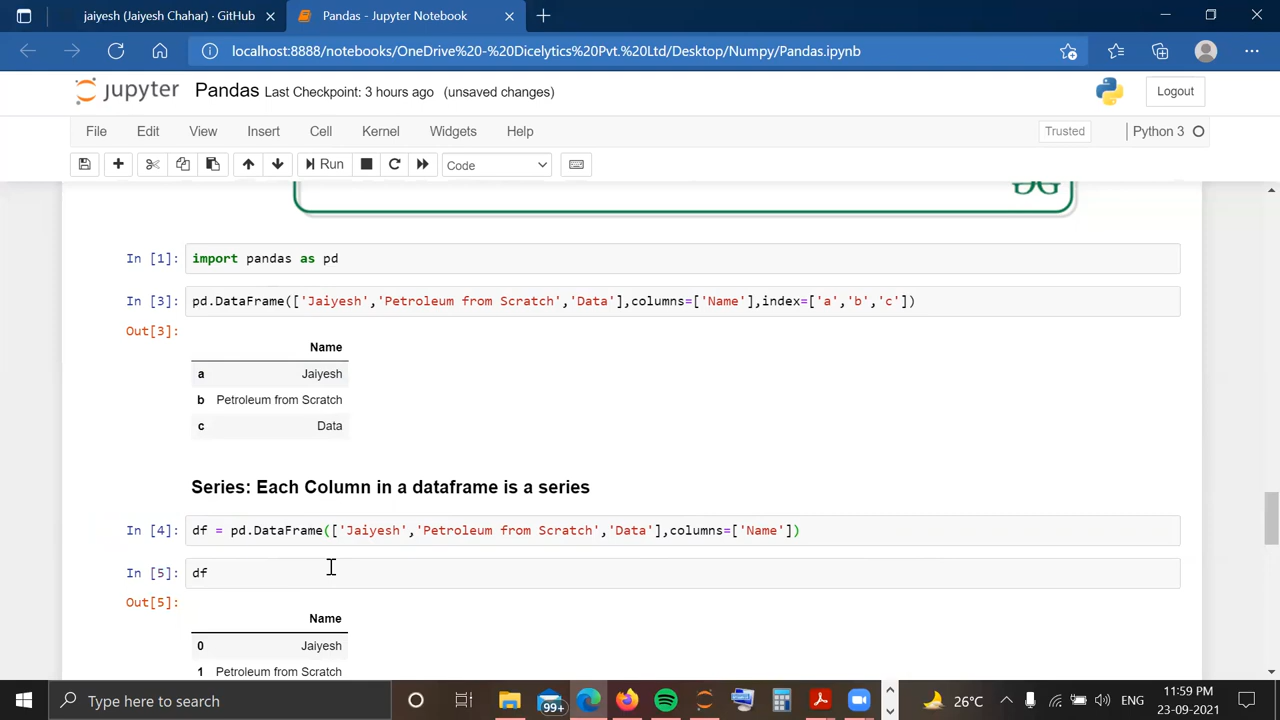 jaiyesh (Jaiyesh Chahar) · GitHub
Pandas - Jupyter Notebook
localhost:8888/notebooks/OneDrive%20-%20Dicelytics%20Pvt.%20Ltd/Desktop/Numpy/Pandas.ipynb
jupyter Pandas Last Checkpoint: 3 hours ago (unsaved changes)
Logout
File Edit View Insert Cell Kernel Widgets Help
Trusted Python 3
Run Code
In [1]: import pandas as pd
In [3]: pd.DataFrame(['Jaiyesh','Petroleum from Scratch','Data'],columns=['Name'],index=['a','b','c'])
Out[3]:
Name
a Jaiyesh
b Petroleum from Scratch
c Data
Series: Each Column in a dataframe is a series
In [4]: df = pd.DataFrame(['Jaiyesh','Petroleum from Scratch','Data'],columns=['Name'])
In [5]: df
Out[5]:
Name
0 Jaiyesh
1 Petroleum from Scratch
Type here to search
99+
26°C
ENG
11:59 PM
23-09-2021